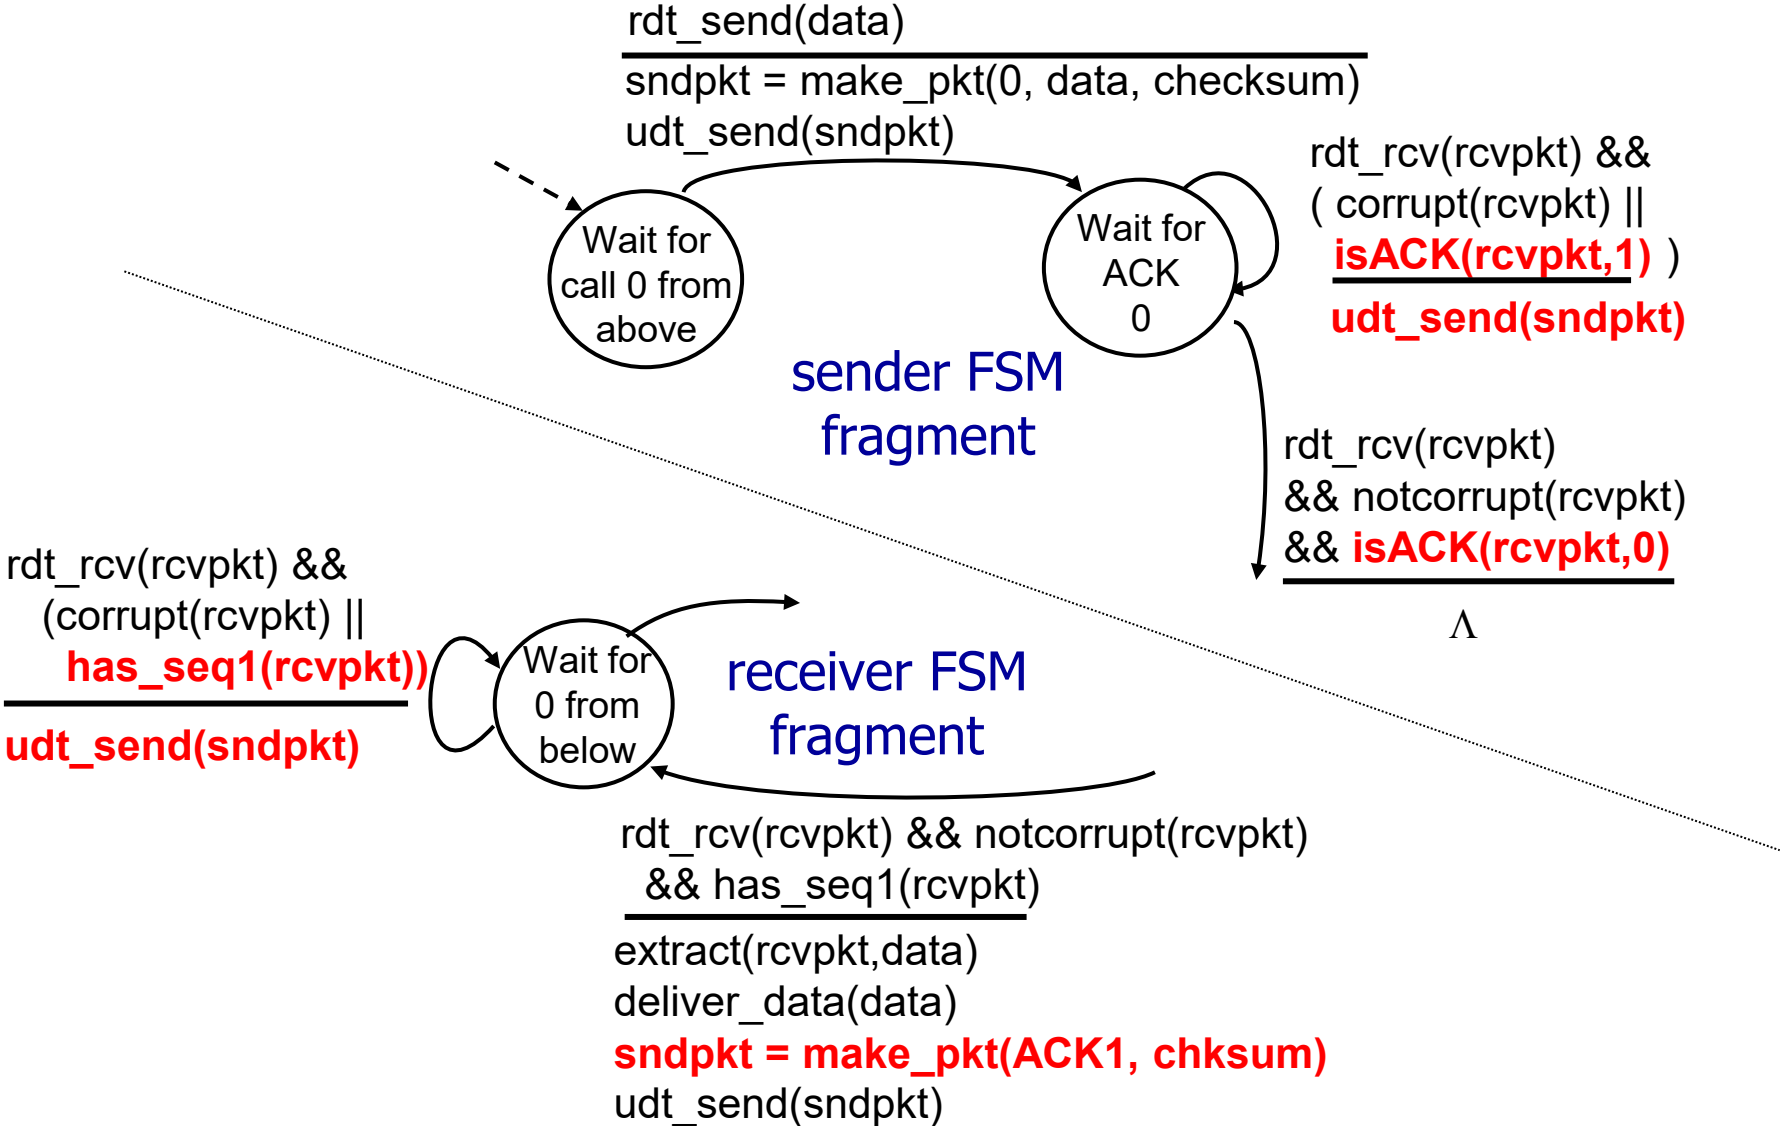 rdt_send(data)
sndpkt = make_pkt(0, data, checksum)
udt_send(sndpkt)
Wait for
call 0 from
above
Wait for
ACK
0
rdt_rcv(rcvpkt) &&
( corrupt(rcvpkt) ||
isACK(rcvpkt,1) )
udt_send(sndpkt)
sender FSM
fragment
rdt_rcv(rcvpkt)
&& notcorrupt(rcvpkt)
&& isACK(rcvpkt,0)
Λ
rdt_rcv(rcvpkt) &&
(corrupt(rcvpkt) ||
has_seq1(rcvpkt))
udt_send(sndpkt)
Wait for
0 from
below
receiver FSM
fragment
rdt_rcv(rcvpkt) && notcorrupt(rcvpkt)
&& has_seq1(rcvpkt)
extract(rcvpkt,data)
deliver_data(data)
sndpkt = make_pkt(ACK1, chksum)
udt_send(sndpkt)